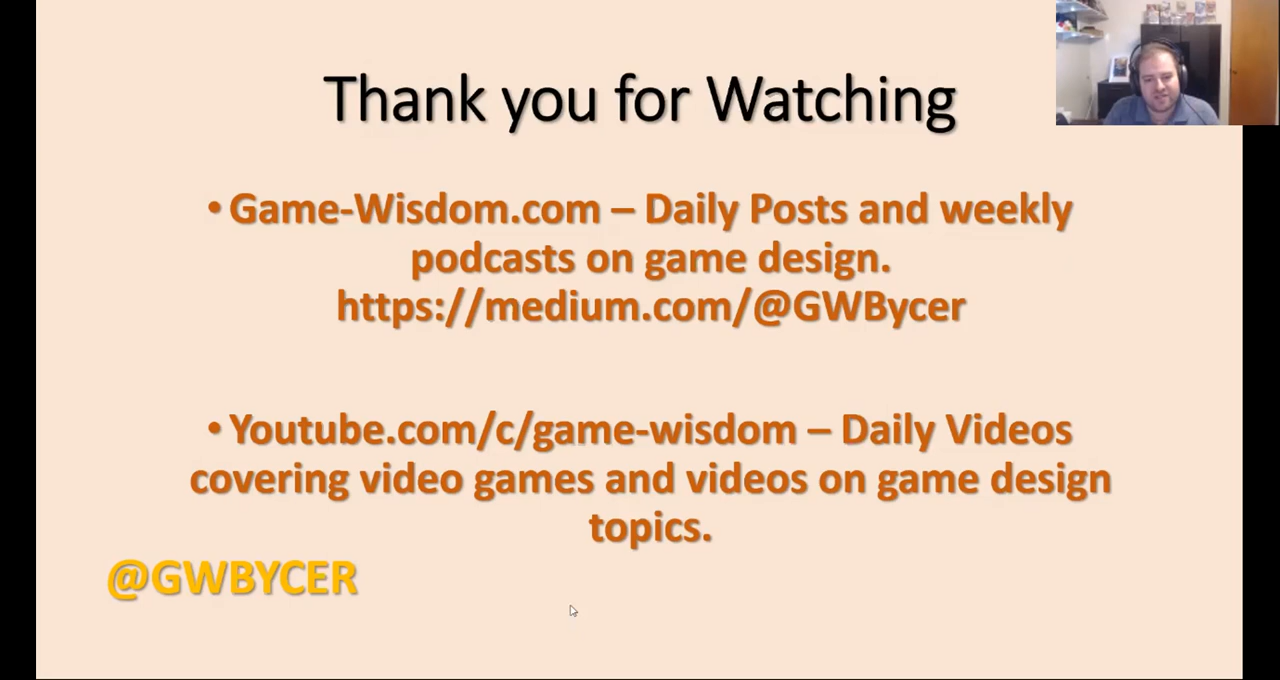 Thank you for Watching
• Game-Wisdom.com – Daily Posts and weekly
podcasts on game design.
https://medium.com/@GWBycer
• Youtube.com/c/game-wisdom – Daily Videos
covering video games and videos on game design
topics.
@GWBYCER